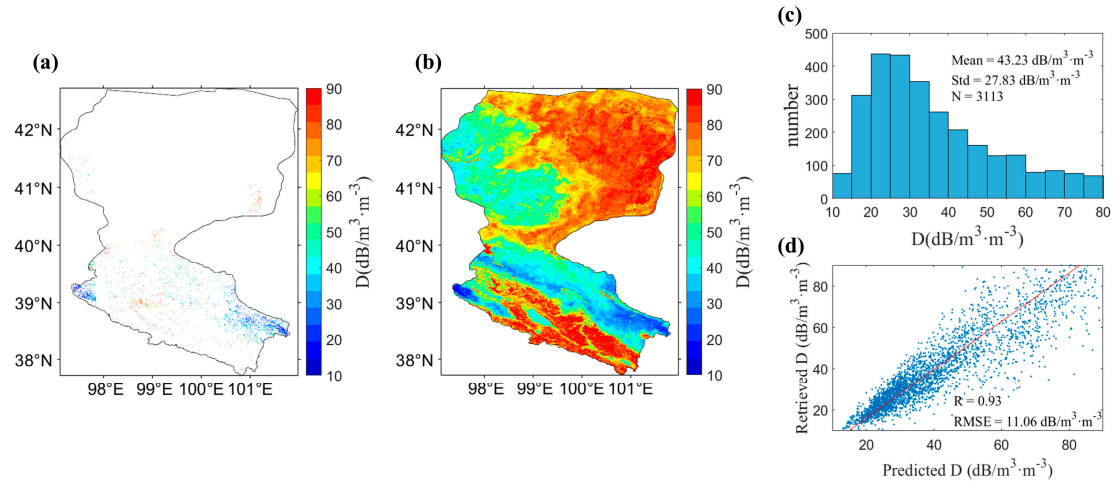 (a)
42°N
41°N
40°N
39°N
38°N
98°E 99°E 100°E 101°E
90
80
70
60
50
40
30
20
10
D(dB/m³·m⁻³)
(b)
42°N
41°N
40°N
39°N
38°N
98°E 99°E 100°E 101°E
90
80
70
60
50
40
30
20
10
D(dB/m³·m⁻³)
(c)
500
400
300
200
100
0
number
Mean = 43.23 dB/m³·m⁻³
Std = 27.83 dB/m³·m⁻³
N = 3113
10 20 30 40 50 60 70 80
D(dB/m³·m⁻³)
(d)
80
60
40
20
Retrieved D (dB/m³·m⁻³)
R = 0.93
RMSE = 11.06 dB/m³·m⁻³
20 40 60 80
Predicted D (dB/m³·m⁻³)